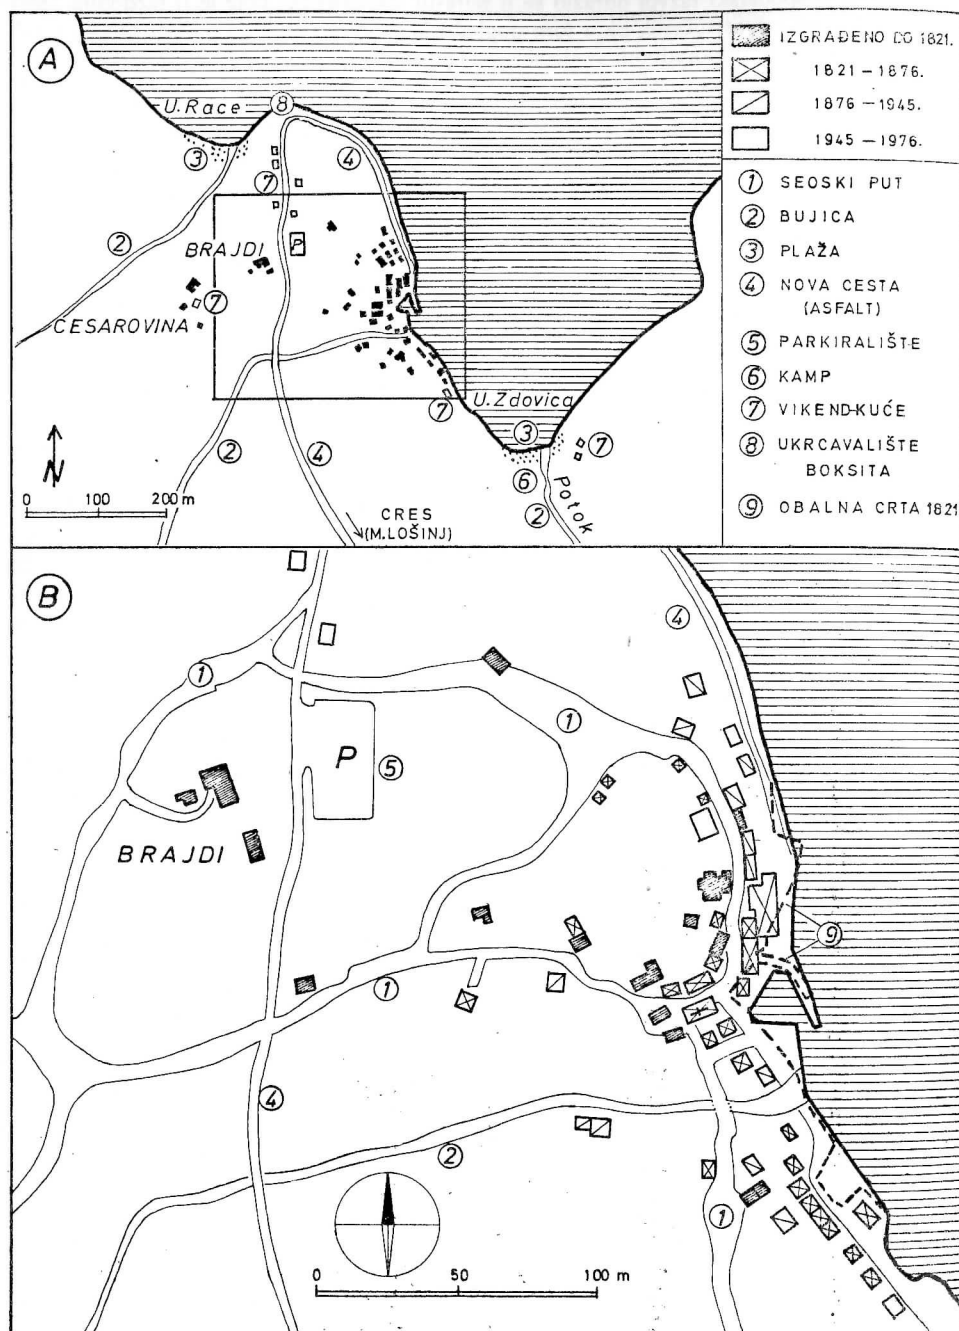 A
U. Race
8
3
4
7
2
BRAJDI
P
7
CESAROVINA
7
U. Zdovica
3
7
2
4
6
2
Potok
N
0 100 200 m
CRES
(M. LOŠINJ)
IZGRAĐENO DO 1821.
1821 – 1876.
1876 – 1945.
1945 – 1976.
1 SEOSKI PUT
2 BUJICA
3 PLAŽA
4 NOVA CESTA
(ASFALT)
5 PARKIRALIŠTE
6 KAMP
7 VIKEND-KUĆE
8 UKRCAVALIŠTE
BOKSITA
9 OBALNA CRTA 1821
B
4
1
1
P
5
BRAJDI
9
1
4
2
1
0 50 100 m